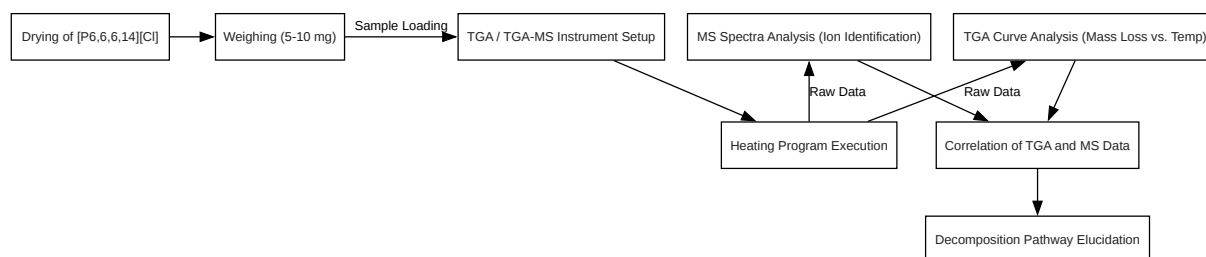 Drying of [P6,6,6,14][Cl]
Weighing (5-10 mg)
Sample Loading
TGA / TGA-MS Instrument Setup
MS Spectra Analysis (Ion Identification)
TGA Curve Analysis (Mass Loss vs. Temp)
Raw Data
Raw Data
Heating Program Execution
Correlation of TGA and MS Data
Decomposition Pathway Elucidation